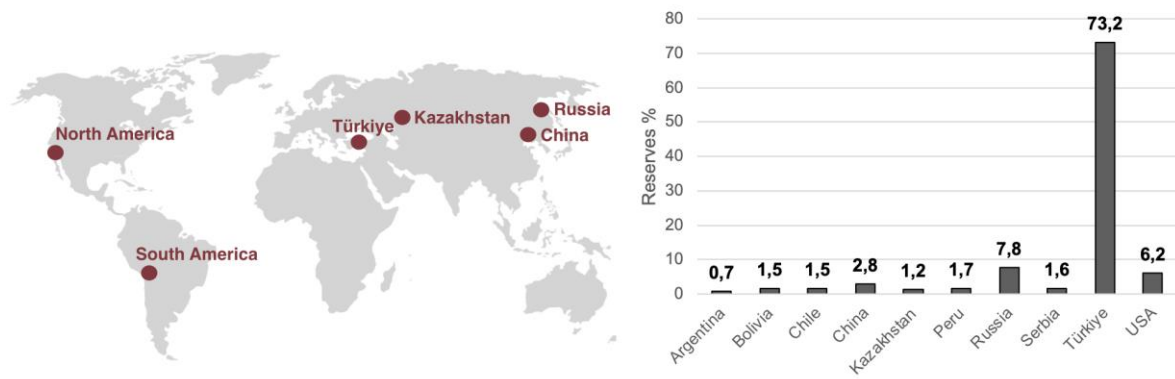 North America
Türkiye
Kazakhstan
Russia
China
South America
Reserves %
80
70
60
50
40
30
20
10
0
0,7
1,5
1,5
2,8
1,2
1,7
7,8
1,6
73,2
6,2
Argentina
Bolivia
Chile
China
Kazakhstan
Peru
Russia
Serbia
Türkiye
USA